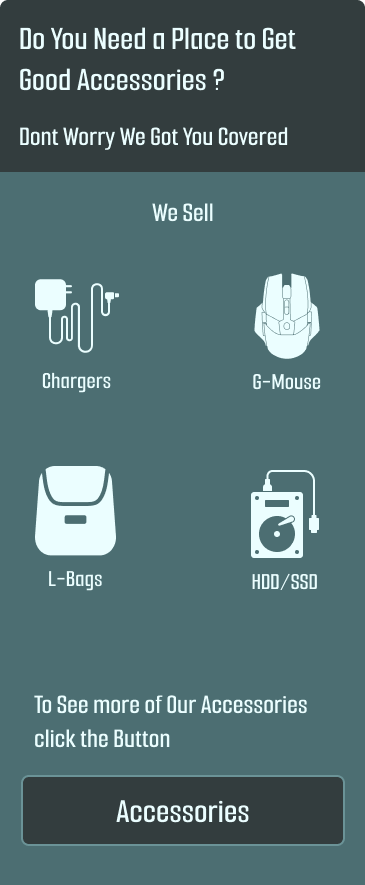 Do You Need a Place to Get
Good Accessories ?
Dont Worry We Got You Covered
We Sell
Chargers
G-Mouse
L-Bags
HDD/SSD
To See more of Our Accessories
click the Button
Accessories